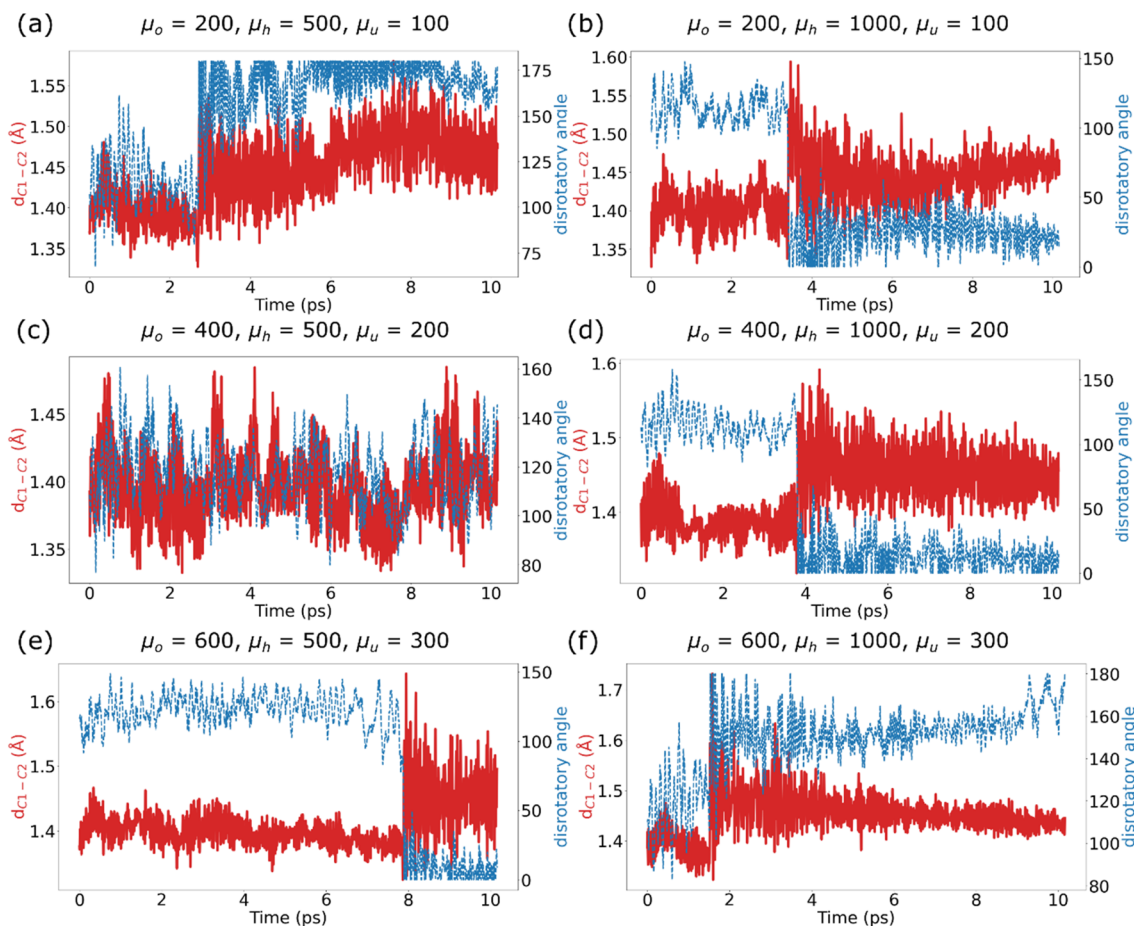 (a) μo = 200, μh = 500, μu = 100
1.55
1.50
1.45
1.40
1.35
dC1−C2 (Å)
175
150
125
100
75
disrotatory angle
0 2 4 6 8 10
Time (ps)
(b) μo = 200, μh = 1000, μu = 100
1.60
1.55
1.50
1.45
1.40
1.35
dC1−C2 (Å)
150
100
50
0
disrotatory angle
0 2 4 6 8 10
Time (ps)
(c) μo = 400, μh = 500, μu = 200
1.45
1.40
1.35
dC1−C2 (Å)
160
140
120
100
80
disrotatory angle
0 2 4 6 8 10
Time (ps)
(d) μo = 400, μh = 1000, μu = 200
1.6
1.5
1.4
dC1−C2 (Å)
150
100
50
0
disrotatory angle
0 2 4 6 8 10
Time (ps)
(e) μo = 600, μh = 500, μu = 300
1.6
1.5
1.4
dC1−C2 (Å)
150
100
50
0
disrotatory angle
0 2 4 6 8 10
Time (ps)
(f) μo = 600, μh = 1000, μu = 300
1.7
1.6
1.5
1.4
dC1−C2 (Å)
180
160
140
120
100
80
disrotatory angle
0 2 4 6 8 10
Time (ps)